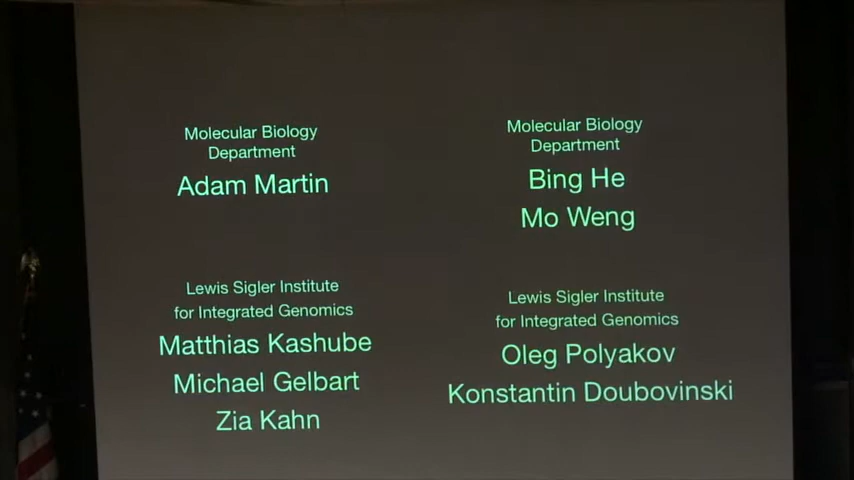 Molecular Biology
Department
Adam Martin
Lewis Sigler Institute
for Integrated Genomics
Matthias Kashube
Michael Gelbart
Zia Kahn
Molecular Biology
Department
Bing He
Mo Weng
Lewis Sigler Institute
for Integrated Genomics
Oleg Polyakov
Konstantin Doubovinski